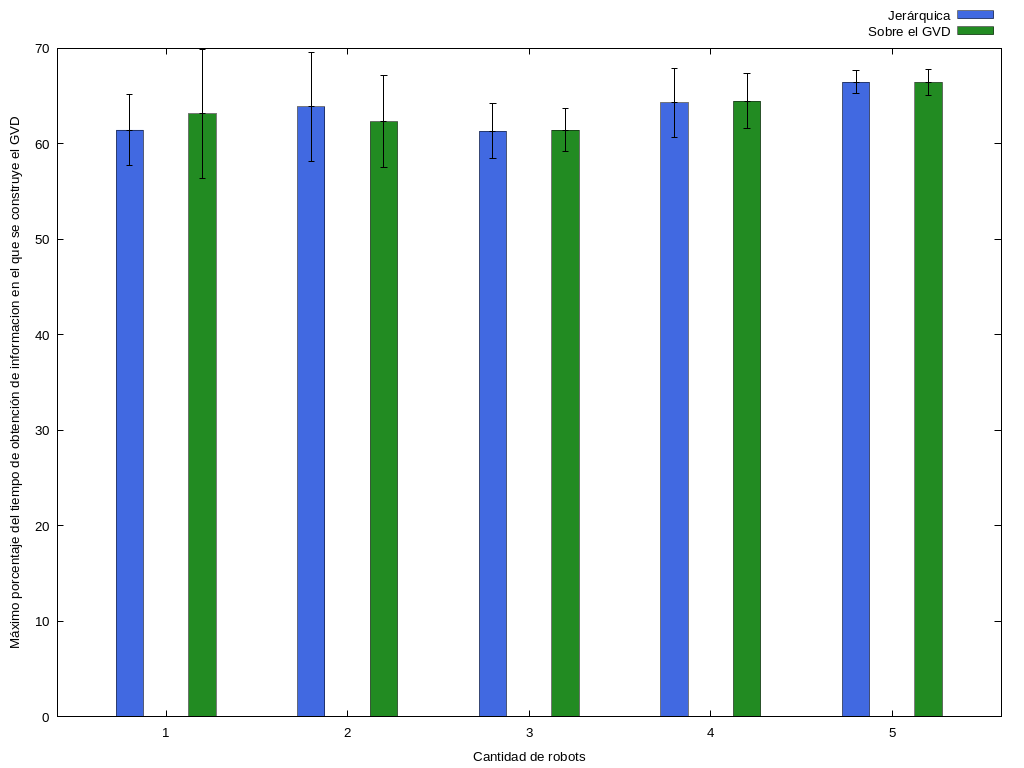 Jerárquica
Sobre el GVD
Máximo porcentaje del tiempo de obtención de informacion en el que se construye el GVD
70
60
50
40
30
20
10
0
1 2 3 4 5
Cantidad de robots